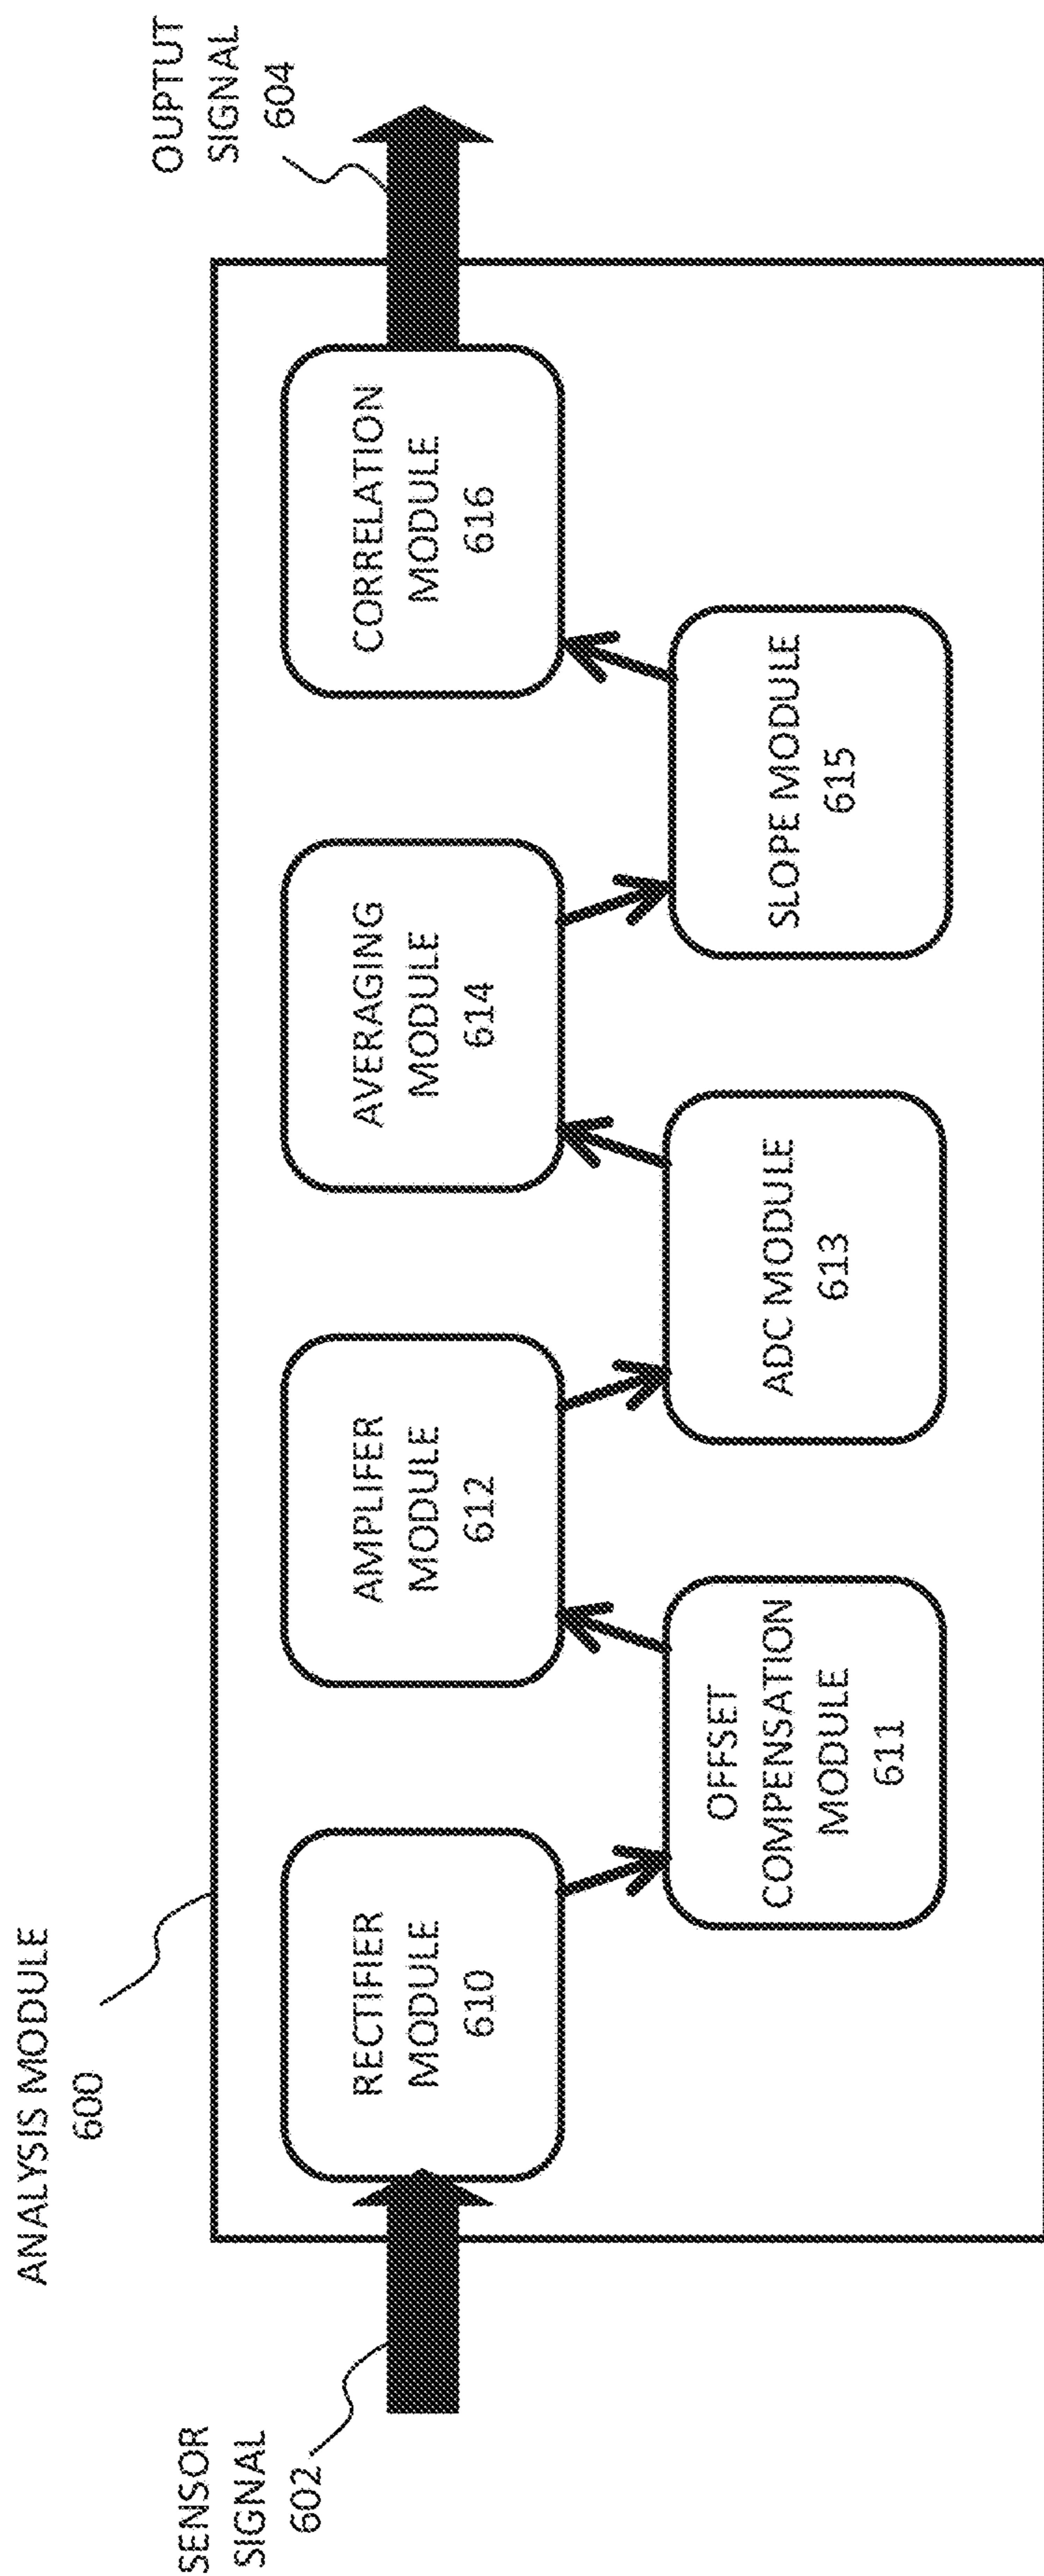 ANALYSIS MODULE
600
SENSOR
SIGNAL
602
RECTIFIER
MODULE
610
OFFSET
COMPENSATION
MODULE
611
AMPLIFER
MODULE
612
ADC MODULE
613
AVERAGING
MODULE
614
SLOPE MODULE
615
CORRELATION
MODULE
616
OUPTUT
SIGNAL
604